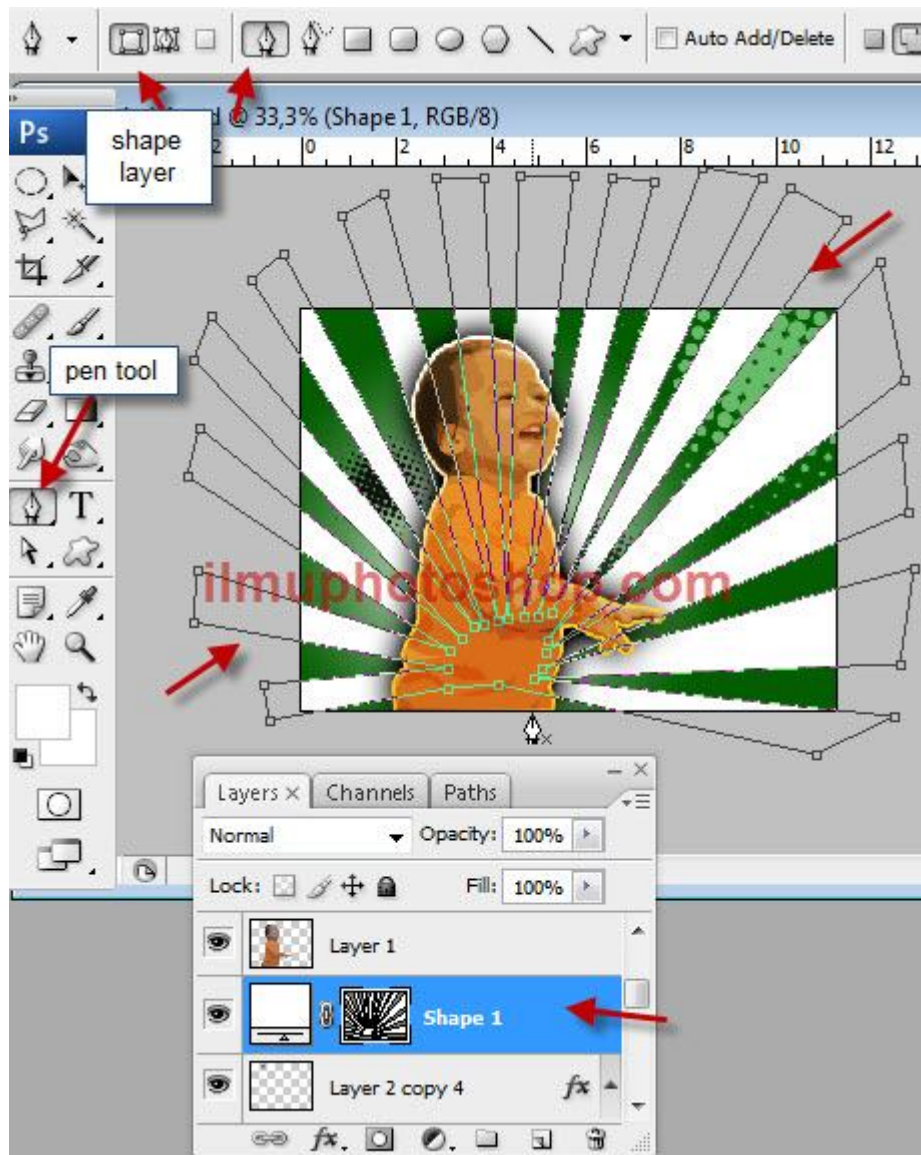 Auto Add/Delete
d @ 33,3% (Shape 1, RGB/8)
Ps
shape
layer
2 0 2 4 6 8 10 12
pen tool
T
ilmuphotoshop.com
Layers × Channels Paths
Normal Opacity: 100%
Lock: Fill: 100%
Layer 1
Shape 1
Layer 2 copy 4 fx
fx.